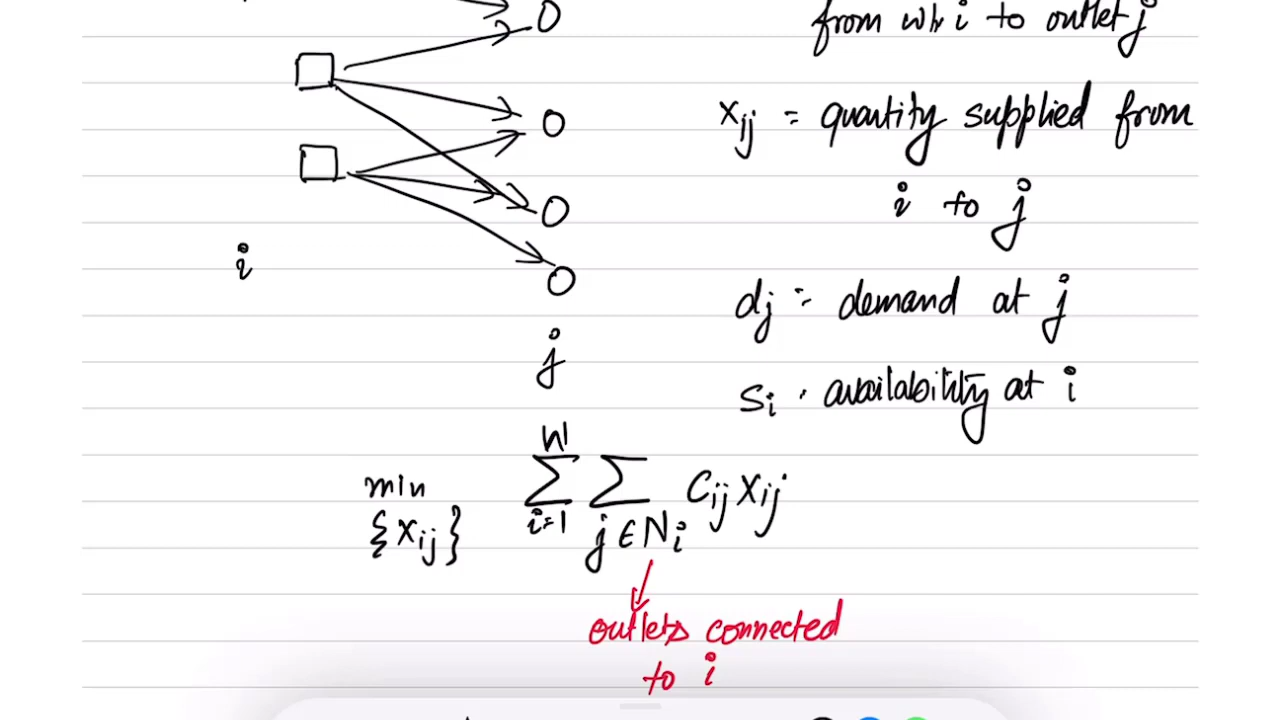 from wh i to outlet j
x_ij = quantity supplied from
i to j
d_j = demand at j
s_i . availability at i
i
j
min {x_ij} ∑_{i=1}^{W} ∑_{j∈N_i} C_ij x_ij
outlets connected
to i